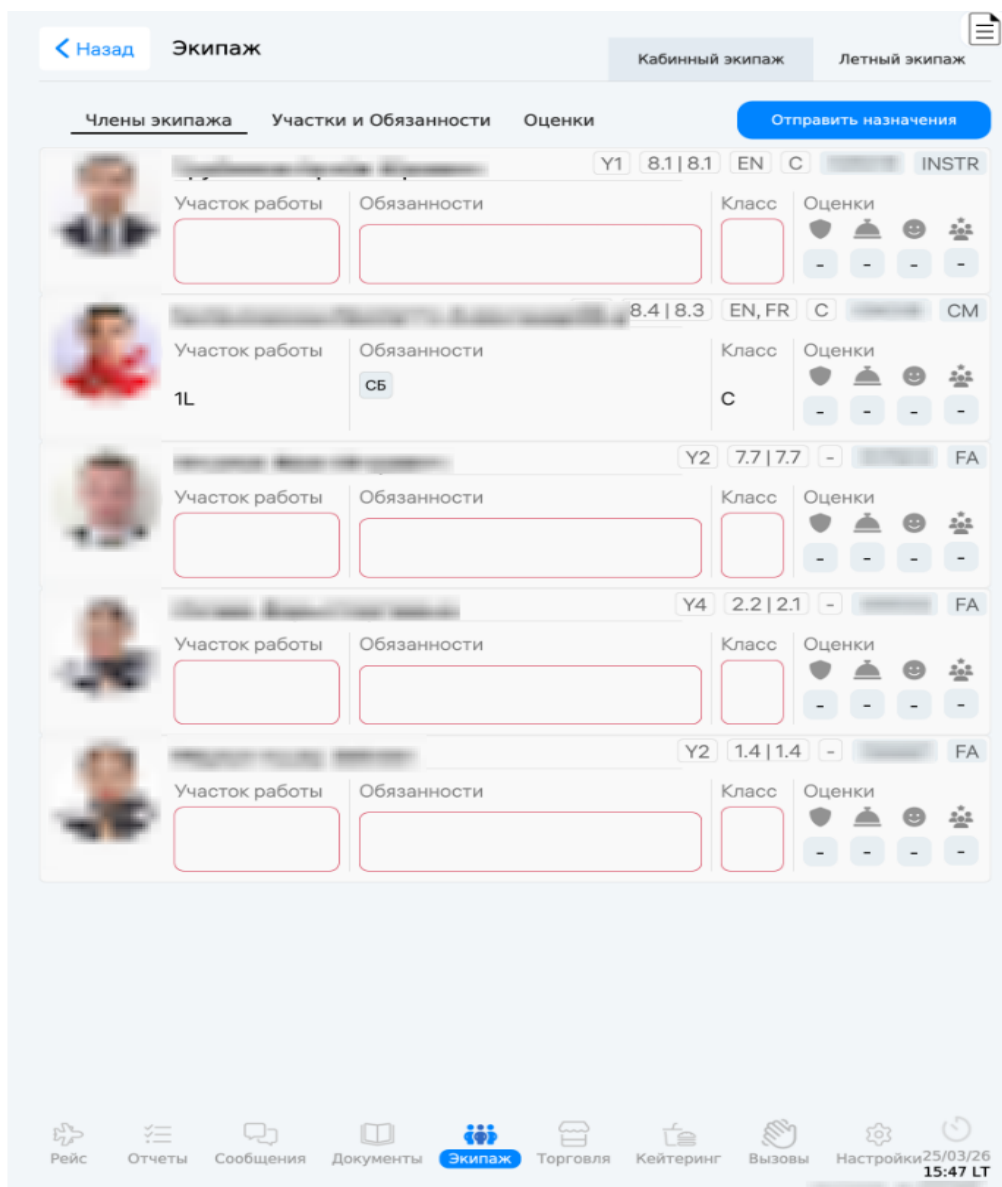 Назад Экипаж
Кабинный экипаж Летный экипаж
Члены экипажа Участки и Обязанности Оценки Отправить назначения
Y1 8.1 | 8.1 EN C INSTR
Участок работы Обязанности Класс Оценки
- - - -
8.4 | 8.3 EN, FR C CM
Участок работы Обязанности Класс Оценки
1L СБ C
- - - -
Y2 7.7 | 7.7 - FA
Участок работы Обязанности Класс Оценки
- - - -
Y4 2.2 | 2.1 - FA
Участок работы Обязанности Класс Оценки
- - - -
Y2 1.4 | 1.4 - FA
Участок работы Обязанности Класс Оценки
- - - -
Рейс Отчеты Сообщения Документы Экипаж Торговля Кейтеринг Вызовы Настройки 25/03/26
15:47 LT